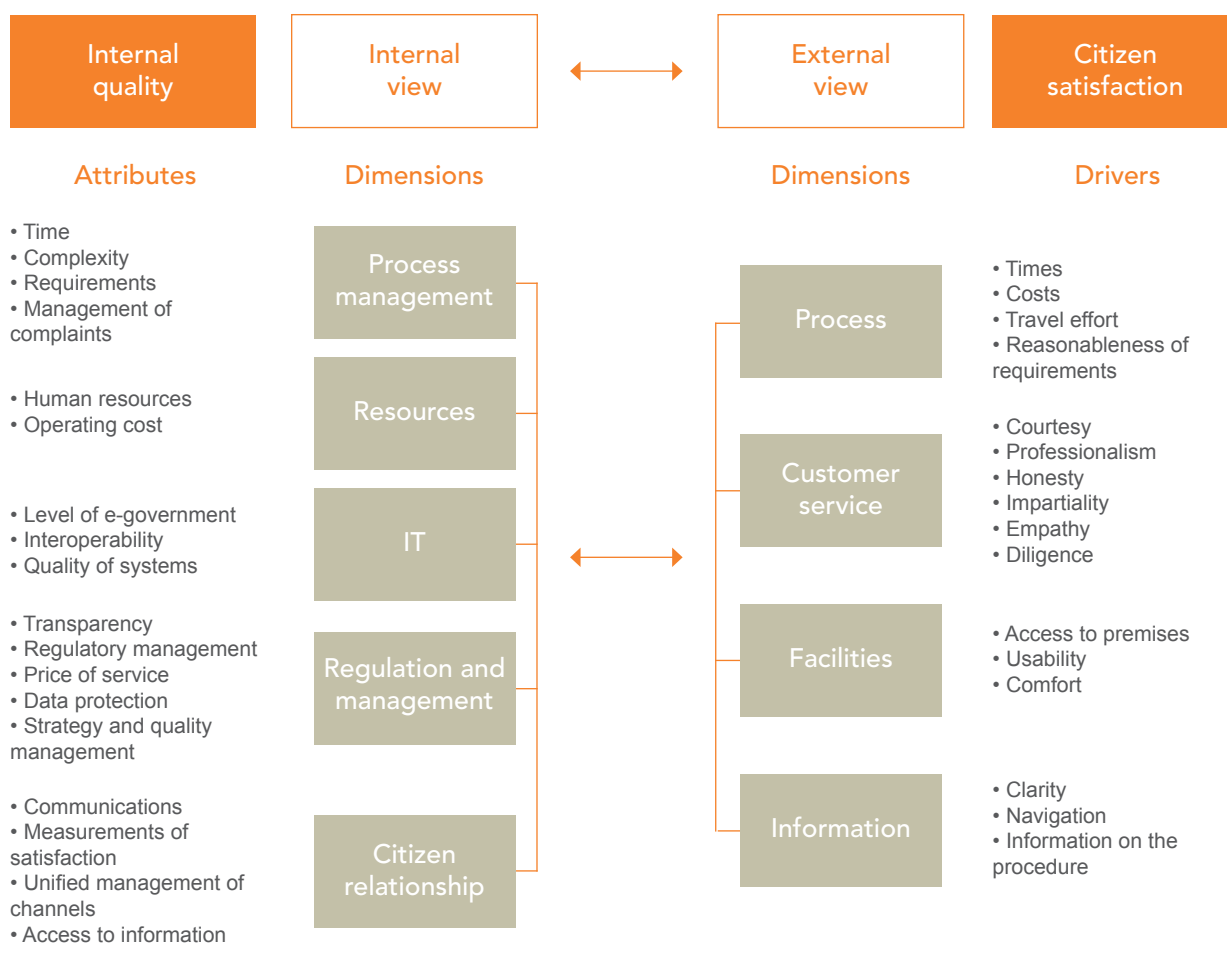 Internal
quality
Internal
view
External
view
Citizen
satisfaction
Attributes
Dimensions
Dimensions
Drivers
• Time
• Complexity
• Requirements
• Management of
complaints
Process
management
• Human resources
• Operating cost
Resources
• Level of e-government
• Interoperability
• Quality of systems
IT
• Transparency
• Regulatory management
• Price of service
• Data protection
• Strategy and quality
management
Regulation and
management
• Communications
• Measurements of
satisfaction
• Unified management of
channels
• Access to information
Citizen
relationship
Process
• Times
• Costs
• Travel effort
• Reasonableness of
requirements
Customer
service
• Courtesy
• Professionalism
• Honesty
• Impartiality
• Empathy
• Diligence
Facilities
• Access to premises
• Usability
• Comfort
Information
• Clarity
• Navigation
• Information on the
procedure